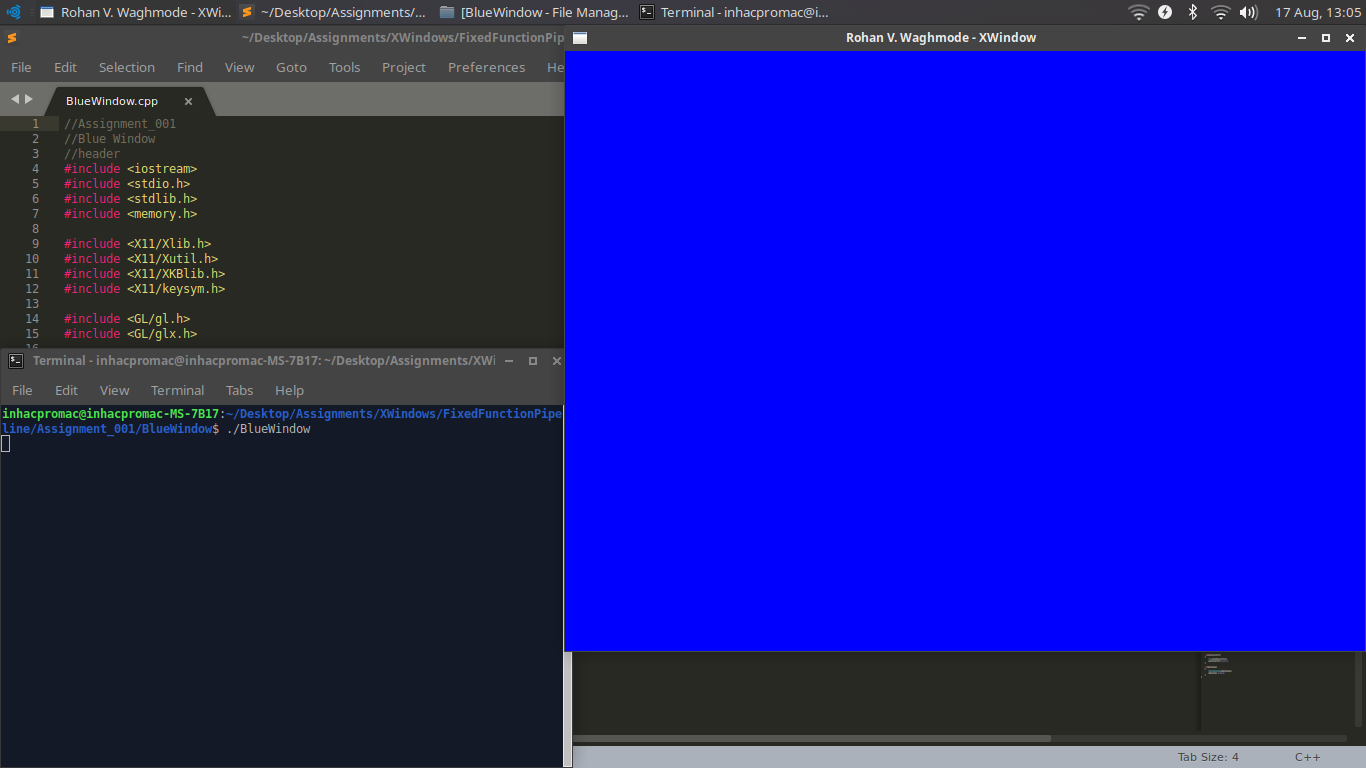 Rohan V. Waghmode - XWi... ~/Desktop/Assignments/... [BlueWindow - File Manag... Terminal - inhacpromac@i... 17 Aug, 13:05
~/Desktop/Assignments/XWindows/FixedFunctionPip
File Edit Selection Find View Goto Tools Project Preferences He
BlueWindow.cpp
1 //Assignment_001
2 //Blue Window
3 //header
4 #include <iostream>
5 #include <stdio.h>
6 #include <stdlib.h>
7 #include <memory.h>
8
9 #include <X11/Xlib.h>
10 #include <X11/Xutil.h>
11 #include <X11/XKBlib.h>
12 #include <X11/keysym.h>
13
14 #include <GL/gl.h>
15 #include <GL/glx.h>
16
Rohan V. Waghmode - XWindow
Terminal - inhacpromac@inhacpromac-MS-7B17: ~/Desktop/Assignments/XWi
File Edit View Terminal Tabs Help
inhacpromac@inhacpromac-MS-7B17:~/Desktop/Assignments/XWindows/FixedFunctionPipe
line/Assignment_001/BlueWindow$ ./BlueWindow
Tab Size: 4 C++